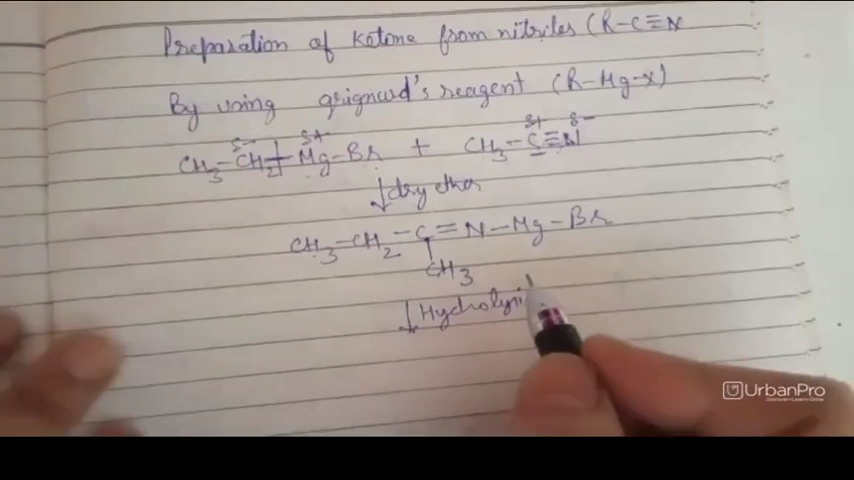 Preparation of ketone from nitriles (R-C≡N
By using grignard's reagent (R-Mg-X)
δ- δ+ δ+ δ-
CH3-CH2-Mg-Br + CH3-C≡N
↓dry ether
CH3-CH2-C=N-Mg-Br
CH3
↓Hydrolysi
UrbanPro